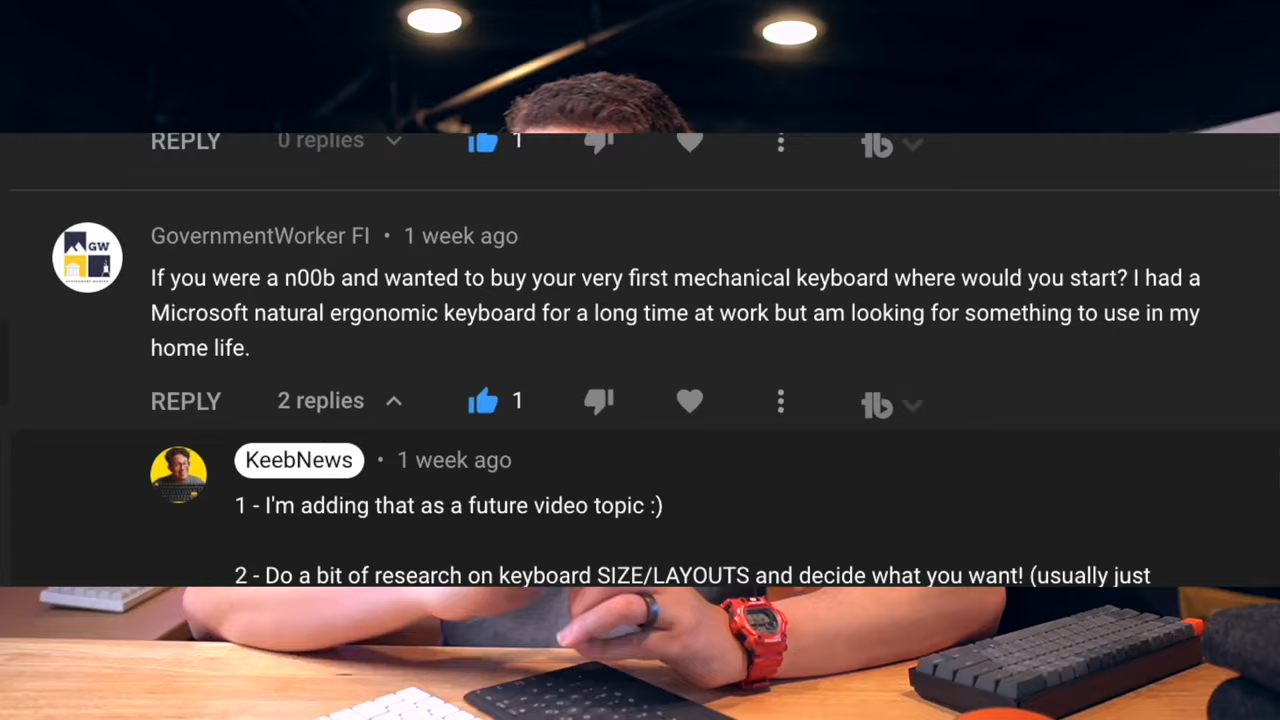 REPLY 0 replies 1
GovernmentWorker FI • 1 week ago
GW
If you were a n00b and wanted to buy your very first mechanical keyboard where would you start? I had a
Microsoft natural ergonomic keyboard for a long time at work but am looking for something to use in my
home life.
REPLY 2 replies 1
KeebNews • 1 week ago
1 - I'm adding that as a future video topic :)
2 - Do a bit of research on keyboard SIZE/LAYOUTS and decide what you want! (usually just